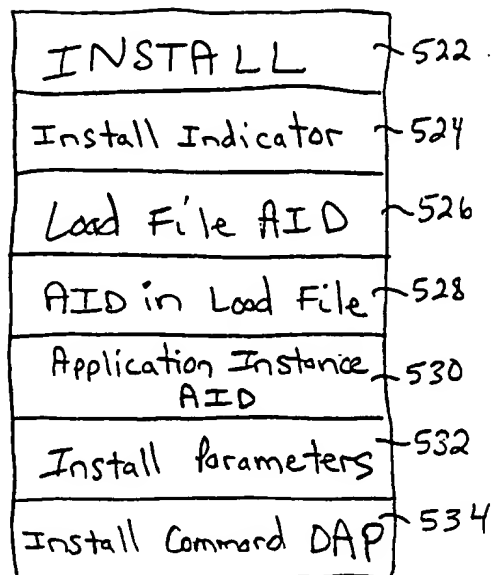 INSTALL 522
Install Indicator 524
Load File AID 526
AID in Load File 528
Application Instance
AID 530
Install Parameters 532
Install Command DAP 534